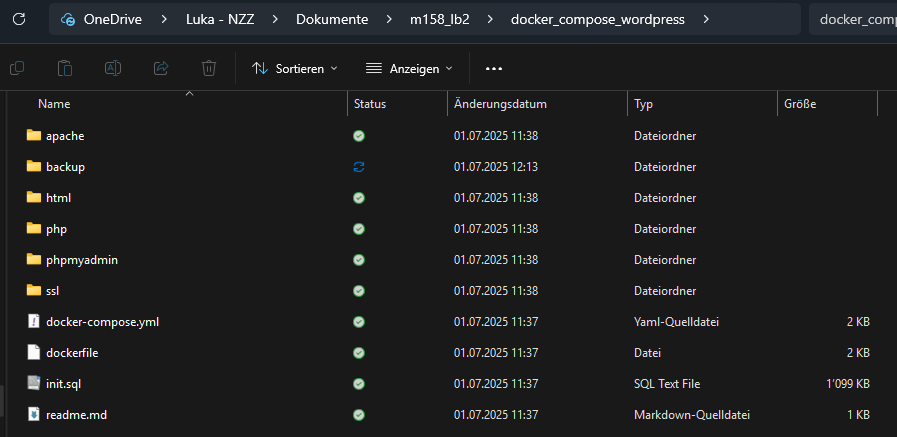 OneDrive > Luka - NZZ > Dokumente > m158_lb2 > docker_compose_wordpress > docker_comp
Sortieren Anzeigen ...
Name Status Änderungsdatum Typ Größe
apache 01.07.2025 11:38 Dateiordner
backup 01.07.2025 12:13 Dateiordner
html 01.07.2025 11:38 Dateiordner
php 01.07.2025 11:38 Dateiordner
phpmyadmin 01.07.2025 11:38 Dateiordner
ssl 01.07.2025 11:38 Dateiordner
docker-compose.yml 01.07.2025 11:37 Yaml-Quelldatei 2 KB
dockerfile 01.07.2025 11:37 Datei 2 KB
init.sql 01.07.2025 11:37 SQL Text File 1’099 KB
readme.md 01.07.2025 11:37 Markdown-Quelldatei 1 KB